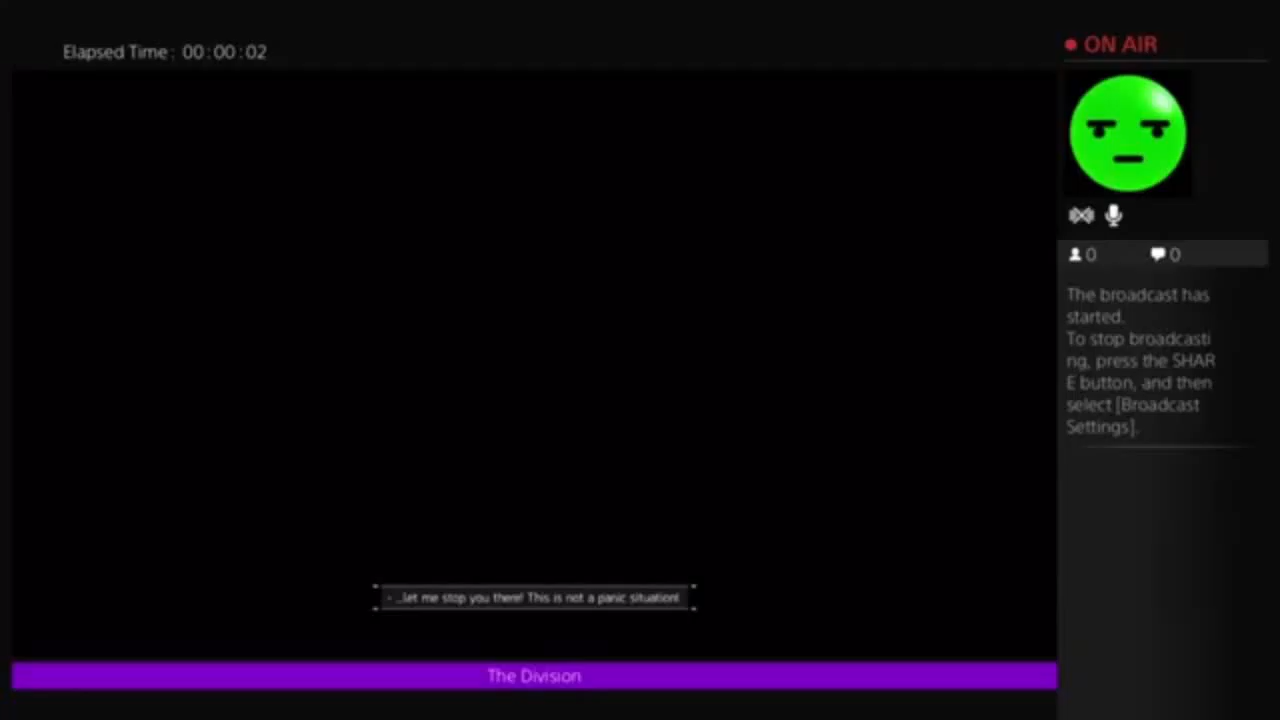 Elapsed Time: 00:00:02
ON AIR
0 0
The broadcast has
started.
To stop broadcasti
ng, press the SHAR
E button, and then
select [Broadcast
Settings].
- ...let me stop you there! This is not a panic situation!
The Division